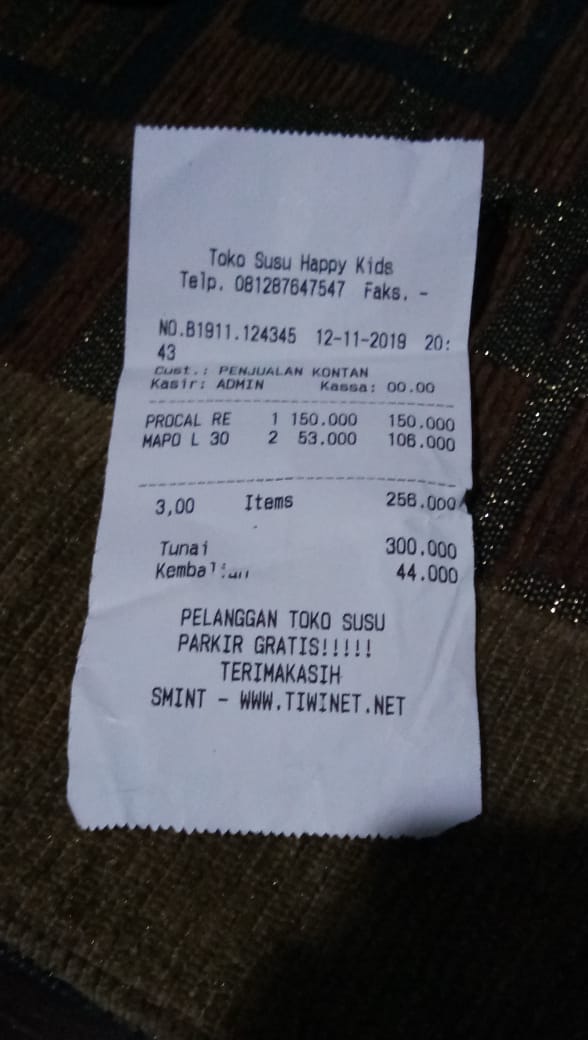 Toko Susu Happy Kids
Telp. 081287647547 Faks. -
NO.B1911.124345 12-11-2019 20:
43
Cust.: PENJUALAN KONTAN
Kasir: ADMIN Kassa: 00.00
PROCAL RE 1 150.000 150.000
MAPO L 30 2 53.000 106.000
3,00 Items 256.000
Tunai 300.000
Kembalian 44.000
PELANGGAN TOKO SUSU
PARKIR GRATIS!!!!!
TERIMAKASIH
SMINT - WWW.TIWINET.NET